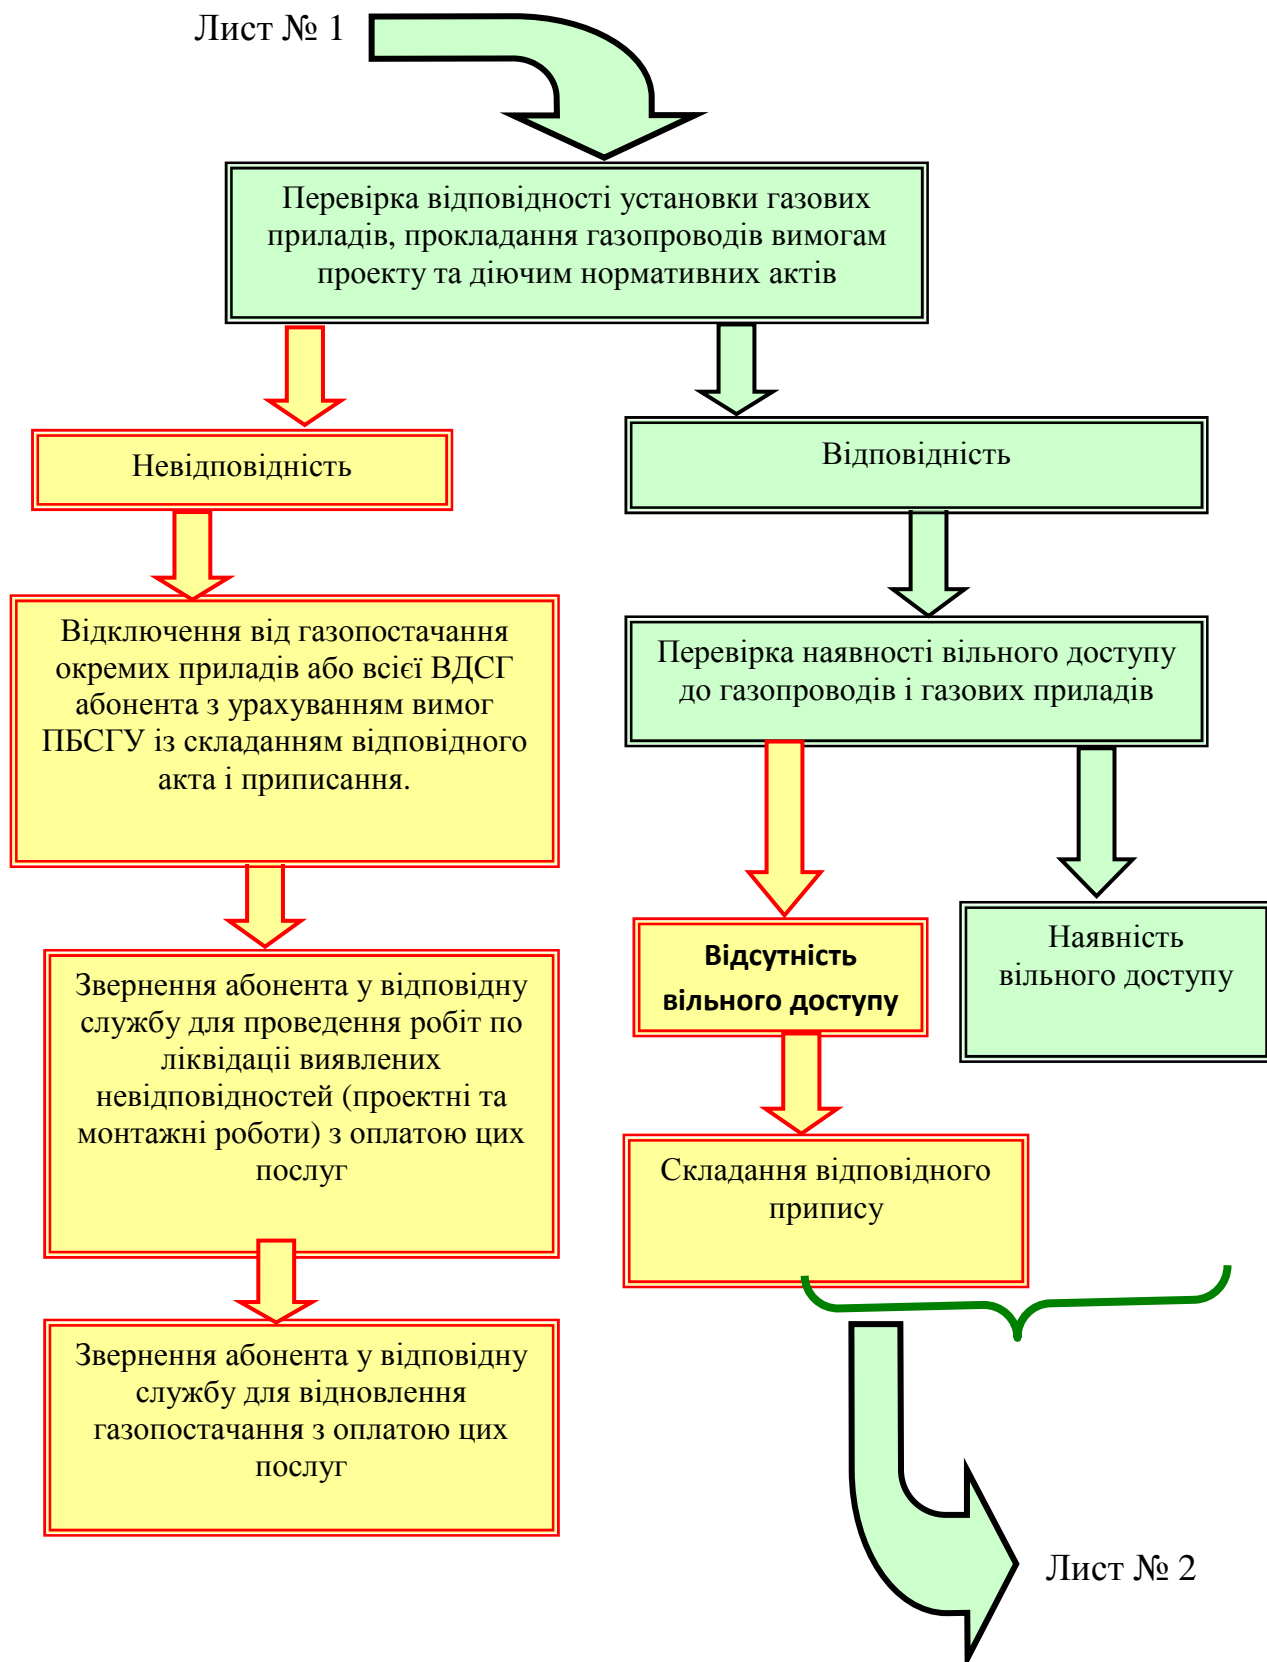 Лист № 1
Перевірка відповідності установки газових
приладів, прокладання газопроводів вимогам
проекту та діючим нормативних актів
Невідповідність
Відповідність
Відключення від газопостачання
окремих приладів або всієї ВДСГ
абонента з урахуванням вимог
ПБСГУ із складанням відповідного
акта і приписання.
Перевірка наявності вільного доступу
до газопроводів і газових приладів
Відсутність
вільного доступу
Наявність
вільного доступу
Звернення абонента у відповідну
службу для проведення робіт по
ліквідації виявлених
невідповідностей (проектні та
монтажні роботи) з оплатою цих
послуг
Складання відповідного
припису
Звернення абонента у відповідну
службу для відновлення
газопостачання з оплатою цих
послуг
Лист № 2